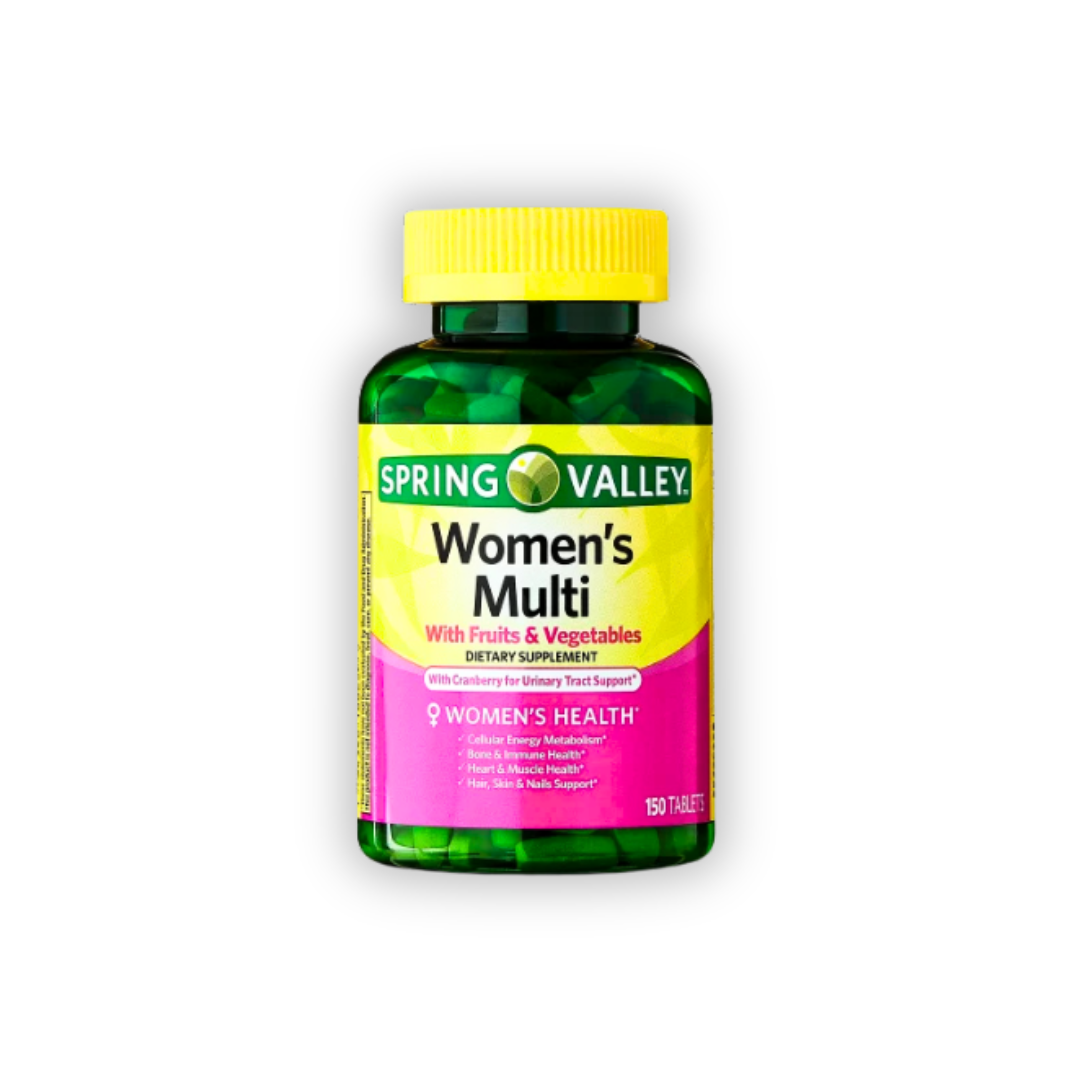 SPRING VALLEY™
Women's
Multi
With Fruits & Vegetables
DIETARY SUPPLEMENT
With Cranberry for Urinary Tract Support*
♀ WOMEN'S HEALTH*
✓ Cellular Energy Metabolism*
✓ Bone & Immune Health*
✓ Heart & Muscle Health*
✓ Hair, Skin & Nails Support*
150 TABLETS